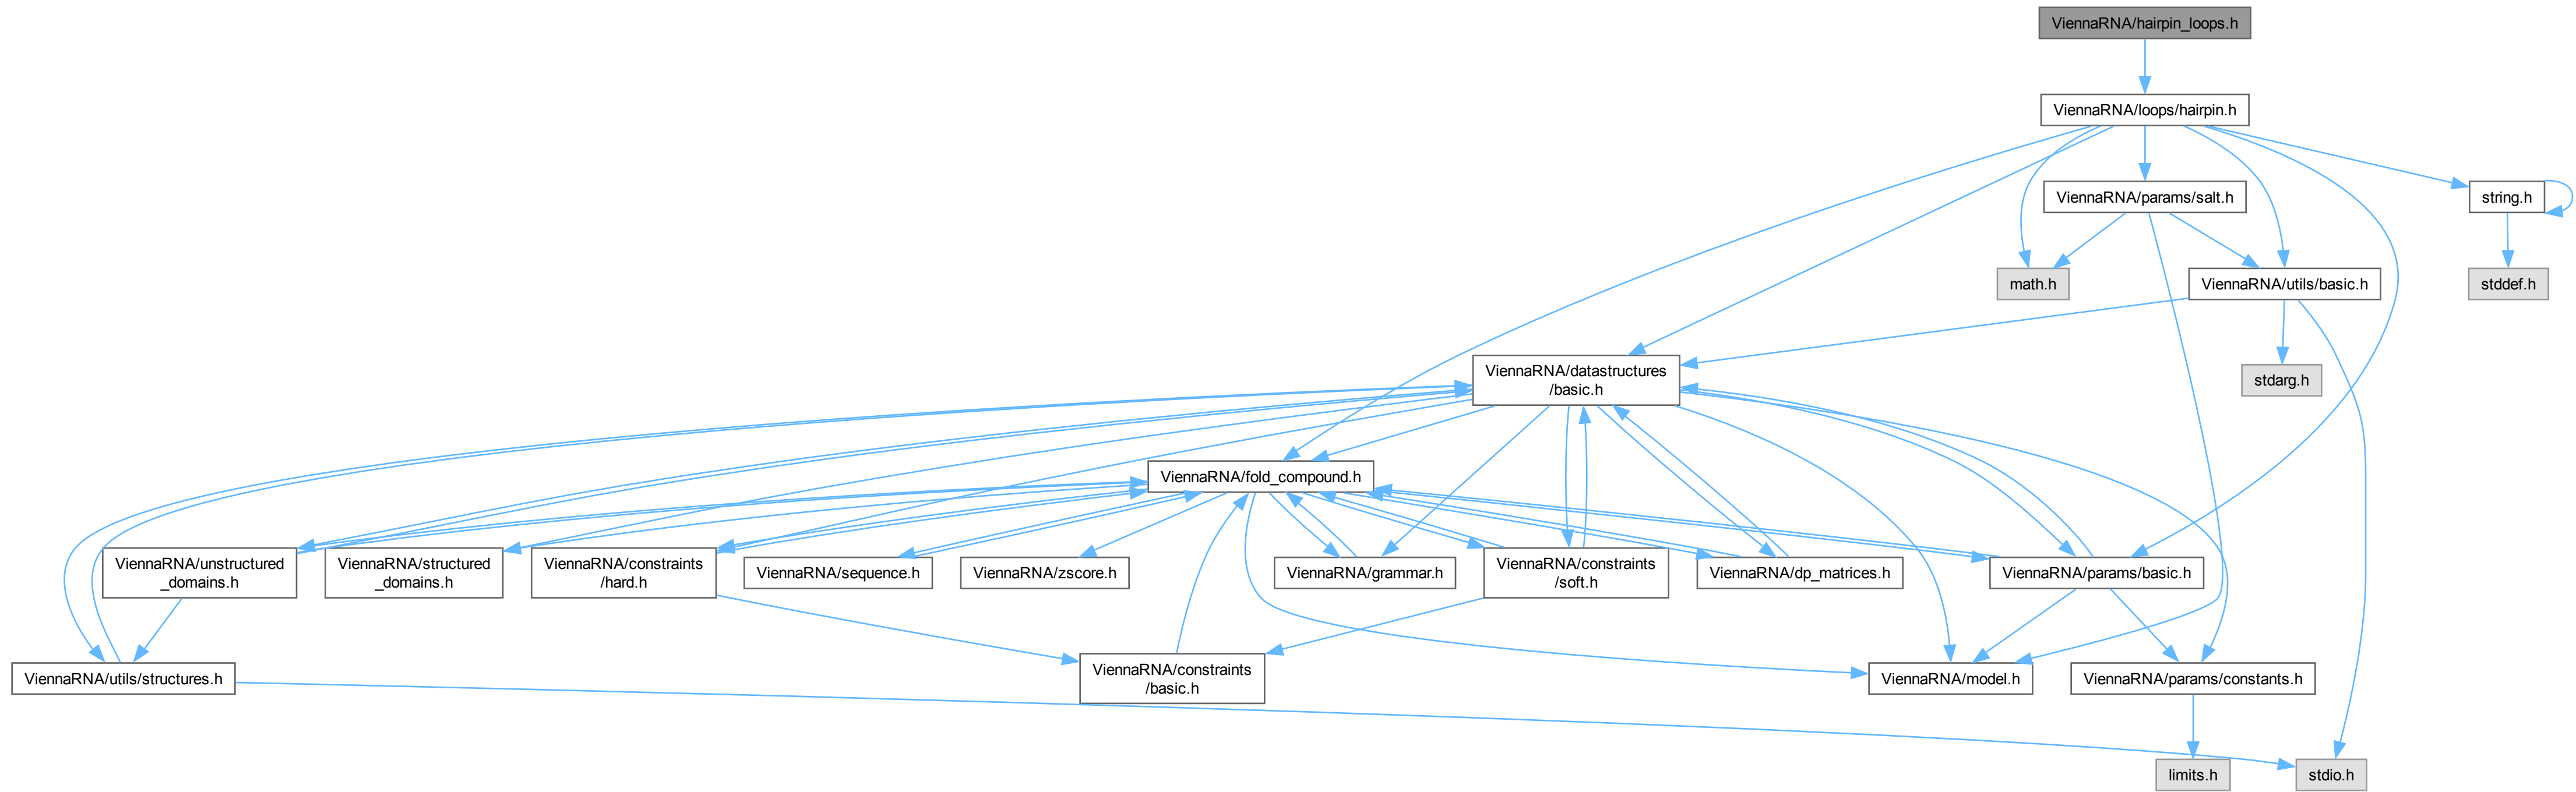 ViennaRNA/hairpin_loops.h
ViennaRNA/loops/hairpin.h
ViennaRNA/params/salt.h
string.h
math.h
ViennaRNA/utils/basic.h
stddef.h
ViennaRNA/datastructures
/basic.h
stdarg.h
ViennaRNA/fold_compound.h
ViennaRNA/unstructured
_domains.h
ViennaRNA/structured
_domains.h
ViennaRNA/constraints
/hard.h
ViennaRNA/sequence.h
ViennaRNA/zscore.h
ViennaRNA/grammar.h
ViennaRNA/constraints
/soft.h
ViennaRNA/dp_matrices.h
ViennaRNA/params/basic.h
ViennaRNA/utils/structures.h
ViennaRNA/constraints
/basic.h
ViennaRNA/model.h
ViennaRNA/params/constants.h
limits.h
stdio.h